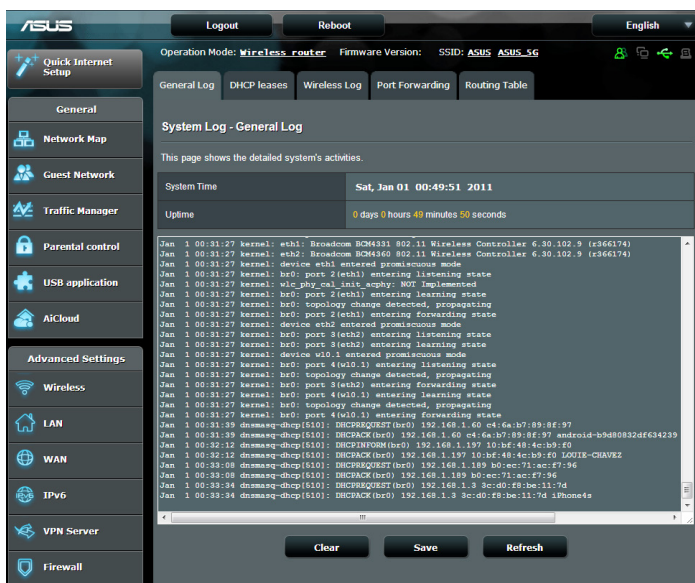 ASUS
Logout
Reboot
English
Quick Internet Setup
Operation Mode: Wireless router Firmware Version: SSID: ASUS ASUS_5G
General Log
DHCP leases
Wireless Log
Port Forwarding
Routing Table
General
Network Map
Guest Network
Traffic Manager
Parental control
USB application
AiCloud
Advanced Settings
Wireless
LAN
WAN
IPv6
VPN Server
Firewall
System Log - General Log
This page shows the detailed system's activities.
System Time
Sat, Jan 01 00:49:51 2011
Uptime
0 days 0 hours 49 minutes 50 seconds
Jan 1 00:31:27 kernel: eth1: Broadcom BCM4331 802.11 Wireless Controller 6.30.102.9 (r366174)
Jan 1 00:31:27 kernel: eth2: Broadcom BCM4360 802.11 Wireless Controller 6.30.102.9 (r366174)
Jan 1 00:31:27 kernel: device eth1 entered promiscuous mode
Jan 1 00:31:27 kernel: br0: port 2(eth1) entering listening state
Jan 1 00:31:27 kernel: wlc_phy_cal_init_acphy: NOT Implemented
Jan 1 00:31:27 kernel: br0: port 2(eth1) entering learning state
Jan 1 00:31:27 kernel: br0: topology change detected, propagating
Jan 1 00:31:27 kernel: br0: port 2(eth1) entering forwarding state
Jan 1 00:31:27 kernel: device eth2 entered promiscuous mode
Jan 1 00:31:27 kernel: br0: port 3(eth2) entering listening state
Jan 1 00:31:27 kernel: br0: port 3(eth2) entering learning state
Jan 1 00:31:27 kernel: device wl0.1 entered promiscuous mode
Jan 1 00:31:27 kernel: br0: port 4(wl0.1) entering listening state
Jan 1 00:31:27 kernel: br0: topology change detected, propagating
Jan 1 00:31:27 kernel: br0: port 3(eth2) entering forwarding state
Jan 1 00:31:27 kernel: br0: port 4(wl0.1) entering learning state
Jan 1 00:31:27 kernel: br0: topology change detected, propagating
Jan 1 00:31:27 kernel: br0: port 4(wl0.1) entering forwarding state
Jan 1 00:31:39 dnsmasq-dhcp[510]: DHCPREQUEST(br0) 192.168.1.60 c4:6a:b7:89:8f:97
Jan 1 00:31:39 dnsmasq-dhcp[510]: DHCPACK(br0) 192.168.1.60 c4:6a:b7:89:8f:97 android-b9d80832df634239
Jan 1 00:32:12 dnsmasq-dhcp[510]: DHCPINFORM(br0) 192.168.1.197 10:bf:48:4c:b9:f0
Jan 1 00:32:12 dnsmasq-dhcp[510]: DHCPACK(br0) 192.168.1.197 10:bf:48:4c:b9:f0 LOUIE-CHAVEZ
Jan 1 00:33:08 dnsmasq-dhcp[510]: DHCPREQUEST(br0) 192.168.1.189 b0:ec:71:ac:f7:96
Jan 1 00:33:08 dnsmasq-dhcp[510]: DHCPACK(br0) 192.168.1.189 b0:ec:71:ac:f7:96
Jan 1 00:33:34 dnsmasq-dhcp[510]: DHCPREQUEST(br0) 192.168.1.3 3c:d0:f8:be:11:7d
Jan 1 00:33:34 dnsmasq-dhcp[510]: DHCPACK(br0) 192.168.1.3 3c:d0:f8:be:11:7d iPhone4s
Clear
Save
Refresh